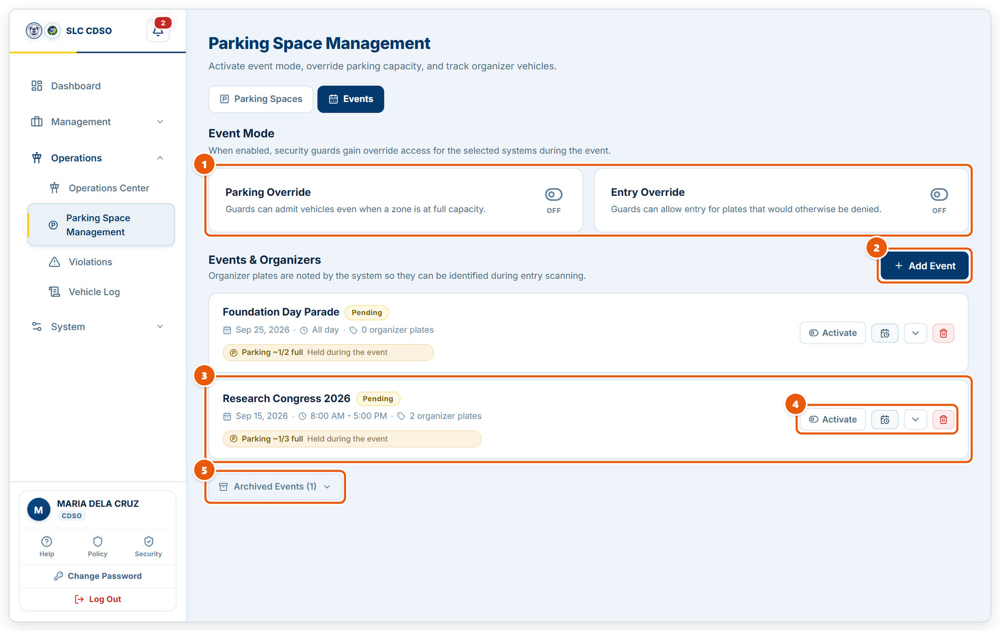 SLC CDSO
2
Dashboard
Management
Operations
Operations Center
Parking Space
Management
Violations
Vehicle Log
System
M
MARIA DELA CRUZ
CDSO
Help
Policy
Security
Change Password
Log Out
Parking Space Management
Activate event mode, override parking capacity, and track organizer vehicles.
Parking Spaces
Events
Event Mode
When enabled, security guards gain override access for the selected systems during the event.
1
Parking Override
Guards can admit vehicles even when a zone is at full capacity.
OFF
Entry Override
Guards can allow entry for plates that would otherwise be denied.
OFF
Events & Organizers
Organizer plates are noted by the system so they can be identified during entry scanning.
2
+ Add Event
Foundation Day Parade Pending
Sep 25, 2026 • All day • 0 organizer plates
Parking ~1/2 full Held during the event
Activate
3
Research Congress 2026 Pending
Sep 15, 2026 • 8:00 AM - 5:00 PM • 2 organizer plates
Parking ~1/3 full Held during the event
4
Activate
5
Archived Events (1)